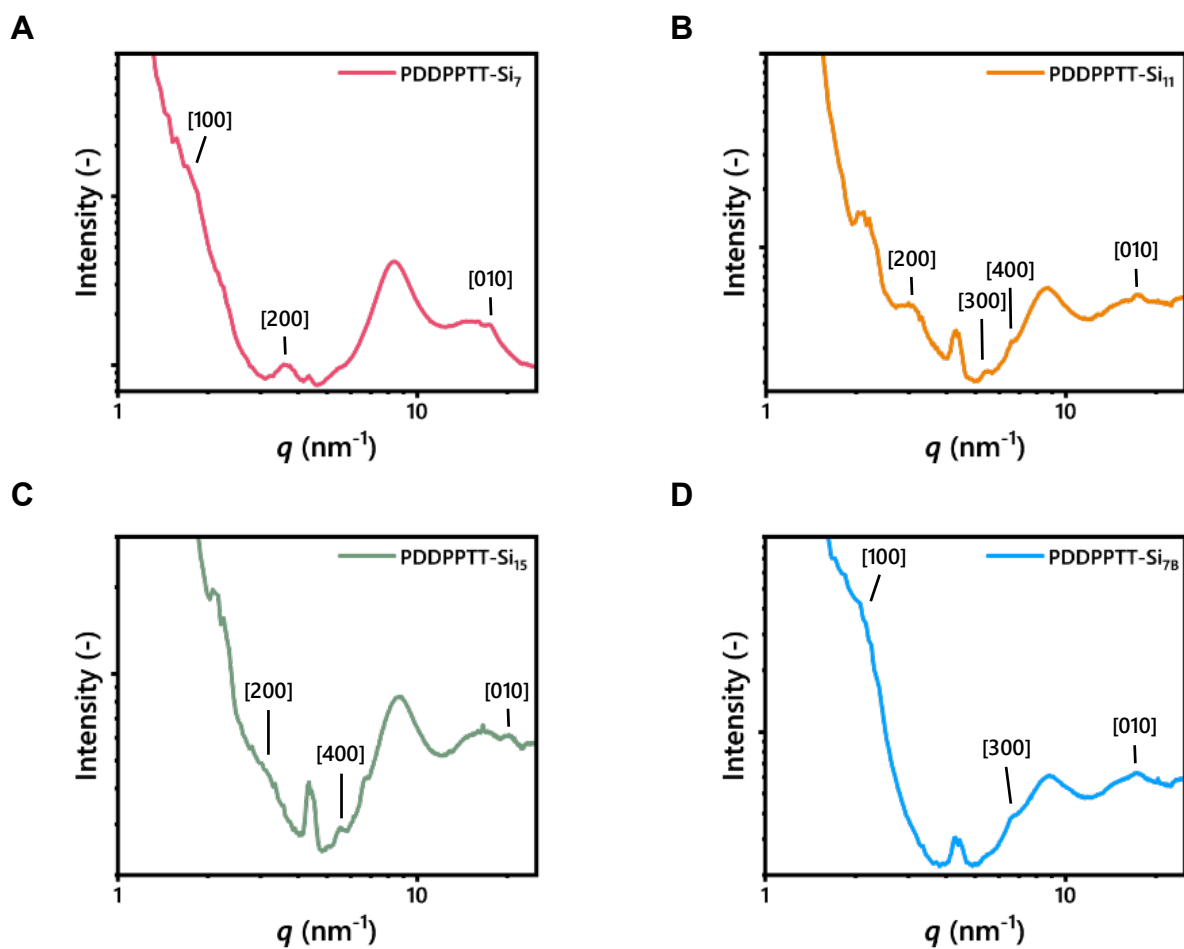 A
PDDPPTT-Si₇
[100]
[200]
[010]
Intensity (-)
1
10
q (nm⁻¹)
B
PDDPPTT-Si₁₁
[200]
[300]
[400]
[010]
Intensity (-)
1
10
q (nm⁻¹)
C
PDDPPTT-Si₁₅
[200]
[400]
[010]
Intensity (-)
1
10
q (nm⁻¹)
D
PDDPPTT-Si₇B
[100]
[300]
[010]
Intensity (-)
1
10
q (nm⁻¹)